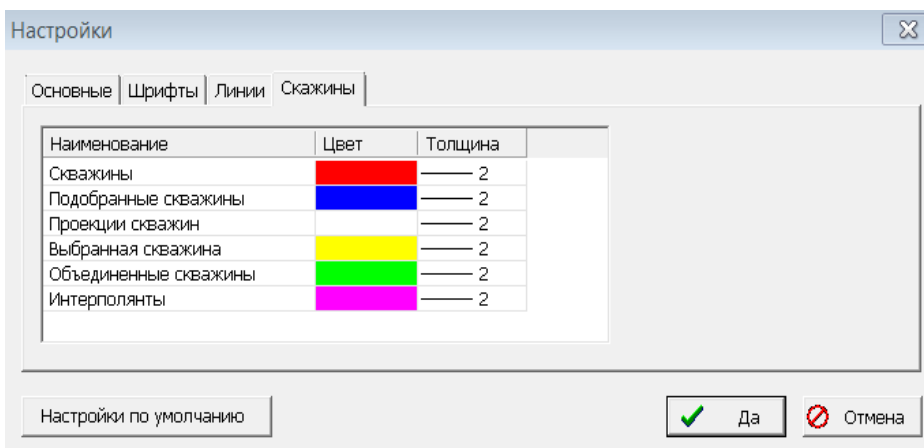 Настройки
Основные Шрифты Линии Скажины
Наименование Цвет Толщина
Скважины 2
Подобранные скважины 2
Проекции скважин 2
Выбранная скважина 2
Объединенные скважины 2
Интерполянты 2
Настройки по умолчанию Да Отмена